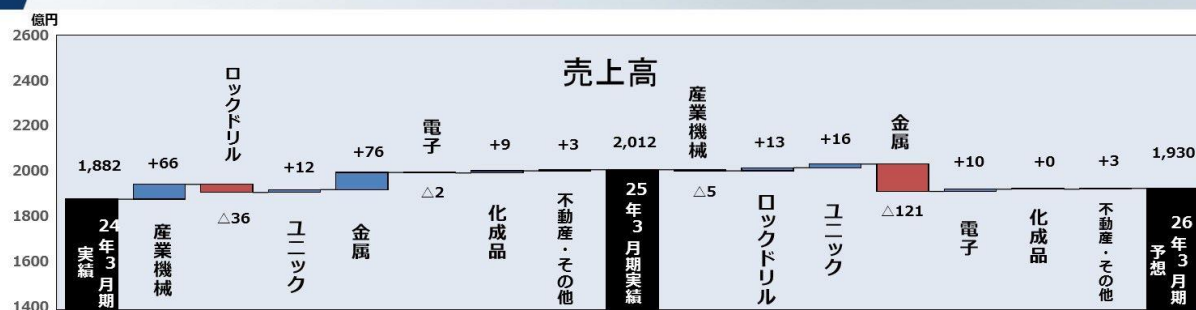 億円
売上高
2600
2400
2200
2000
1800
1600
1400
1,882
24年3月期
実績
+66
産業機械
ロックドリル
△36
+12
ユニック
+76
金属
電子
△2
+9
化成品
+3
不動産・その他
2,012
25年3月期実績
産業機械
△5
+13
ロックドリル
+16
ユニック
金属
△121
+10
電子
+0
化成品
+3
不動産・その他
1,930
26年3月期
予想